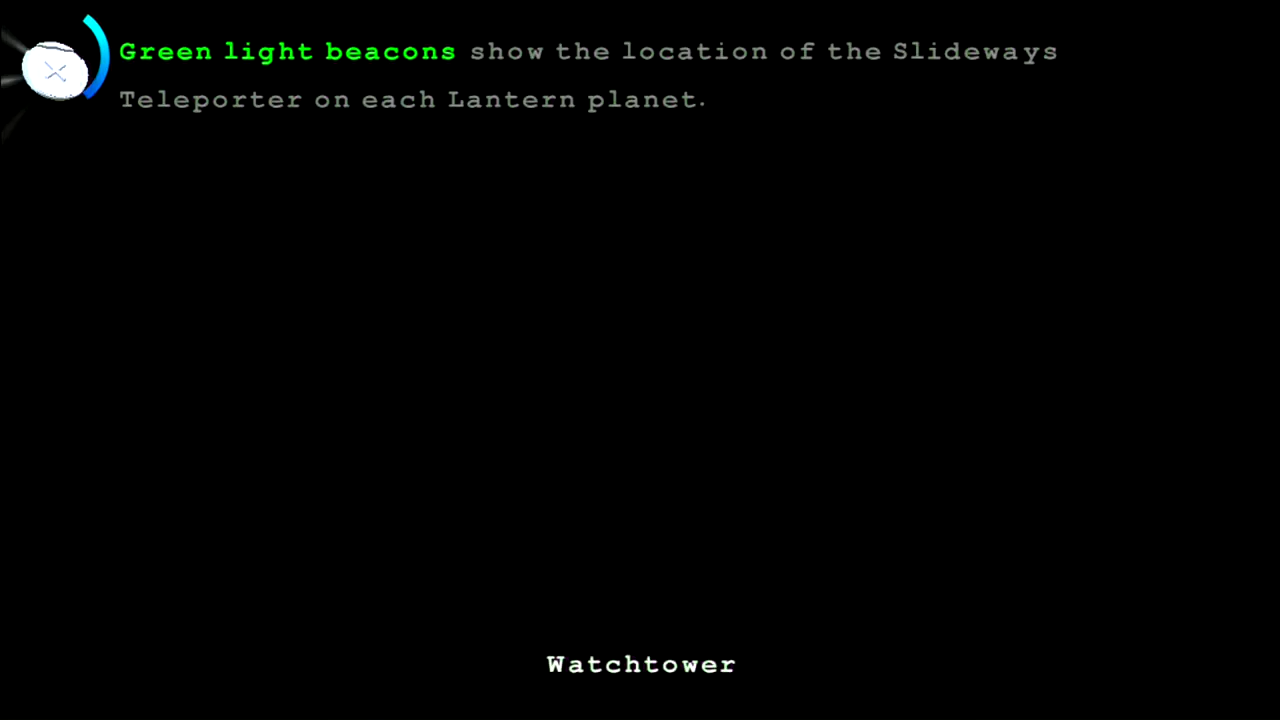 Green light beacons show the location of the Slideways
Teleporter on each Lantern planet.
Watchtower